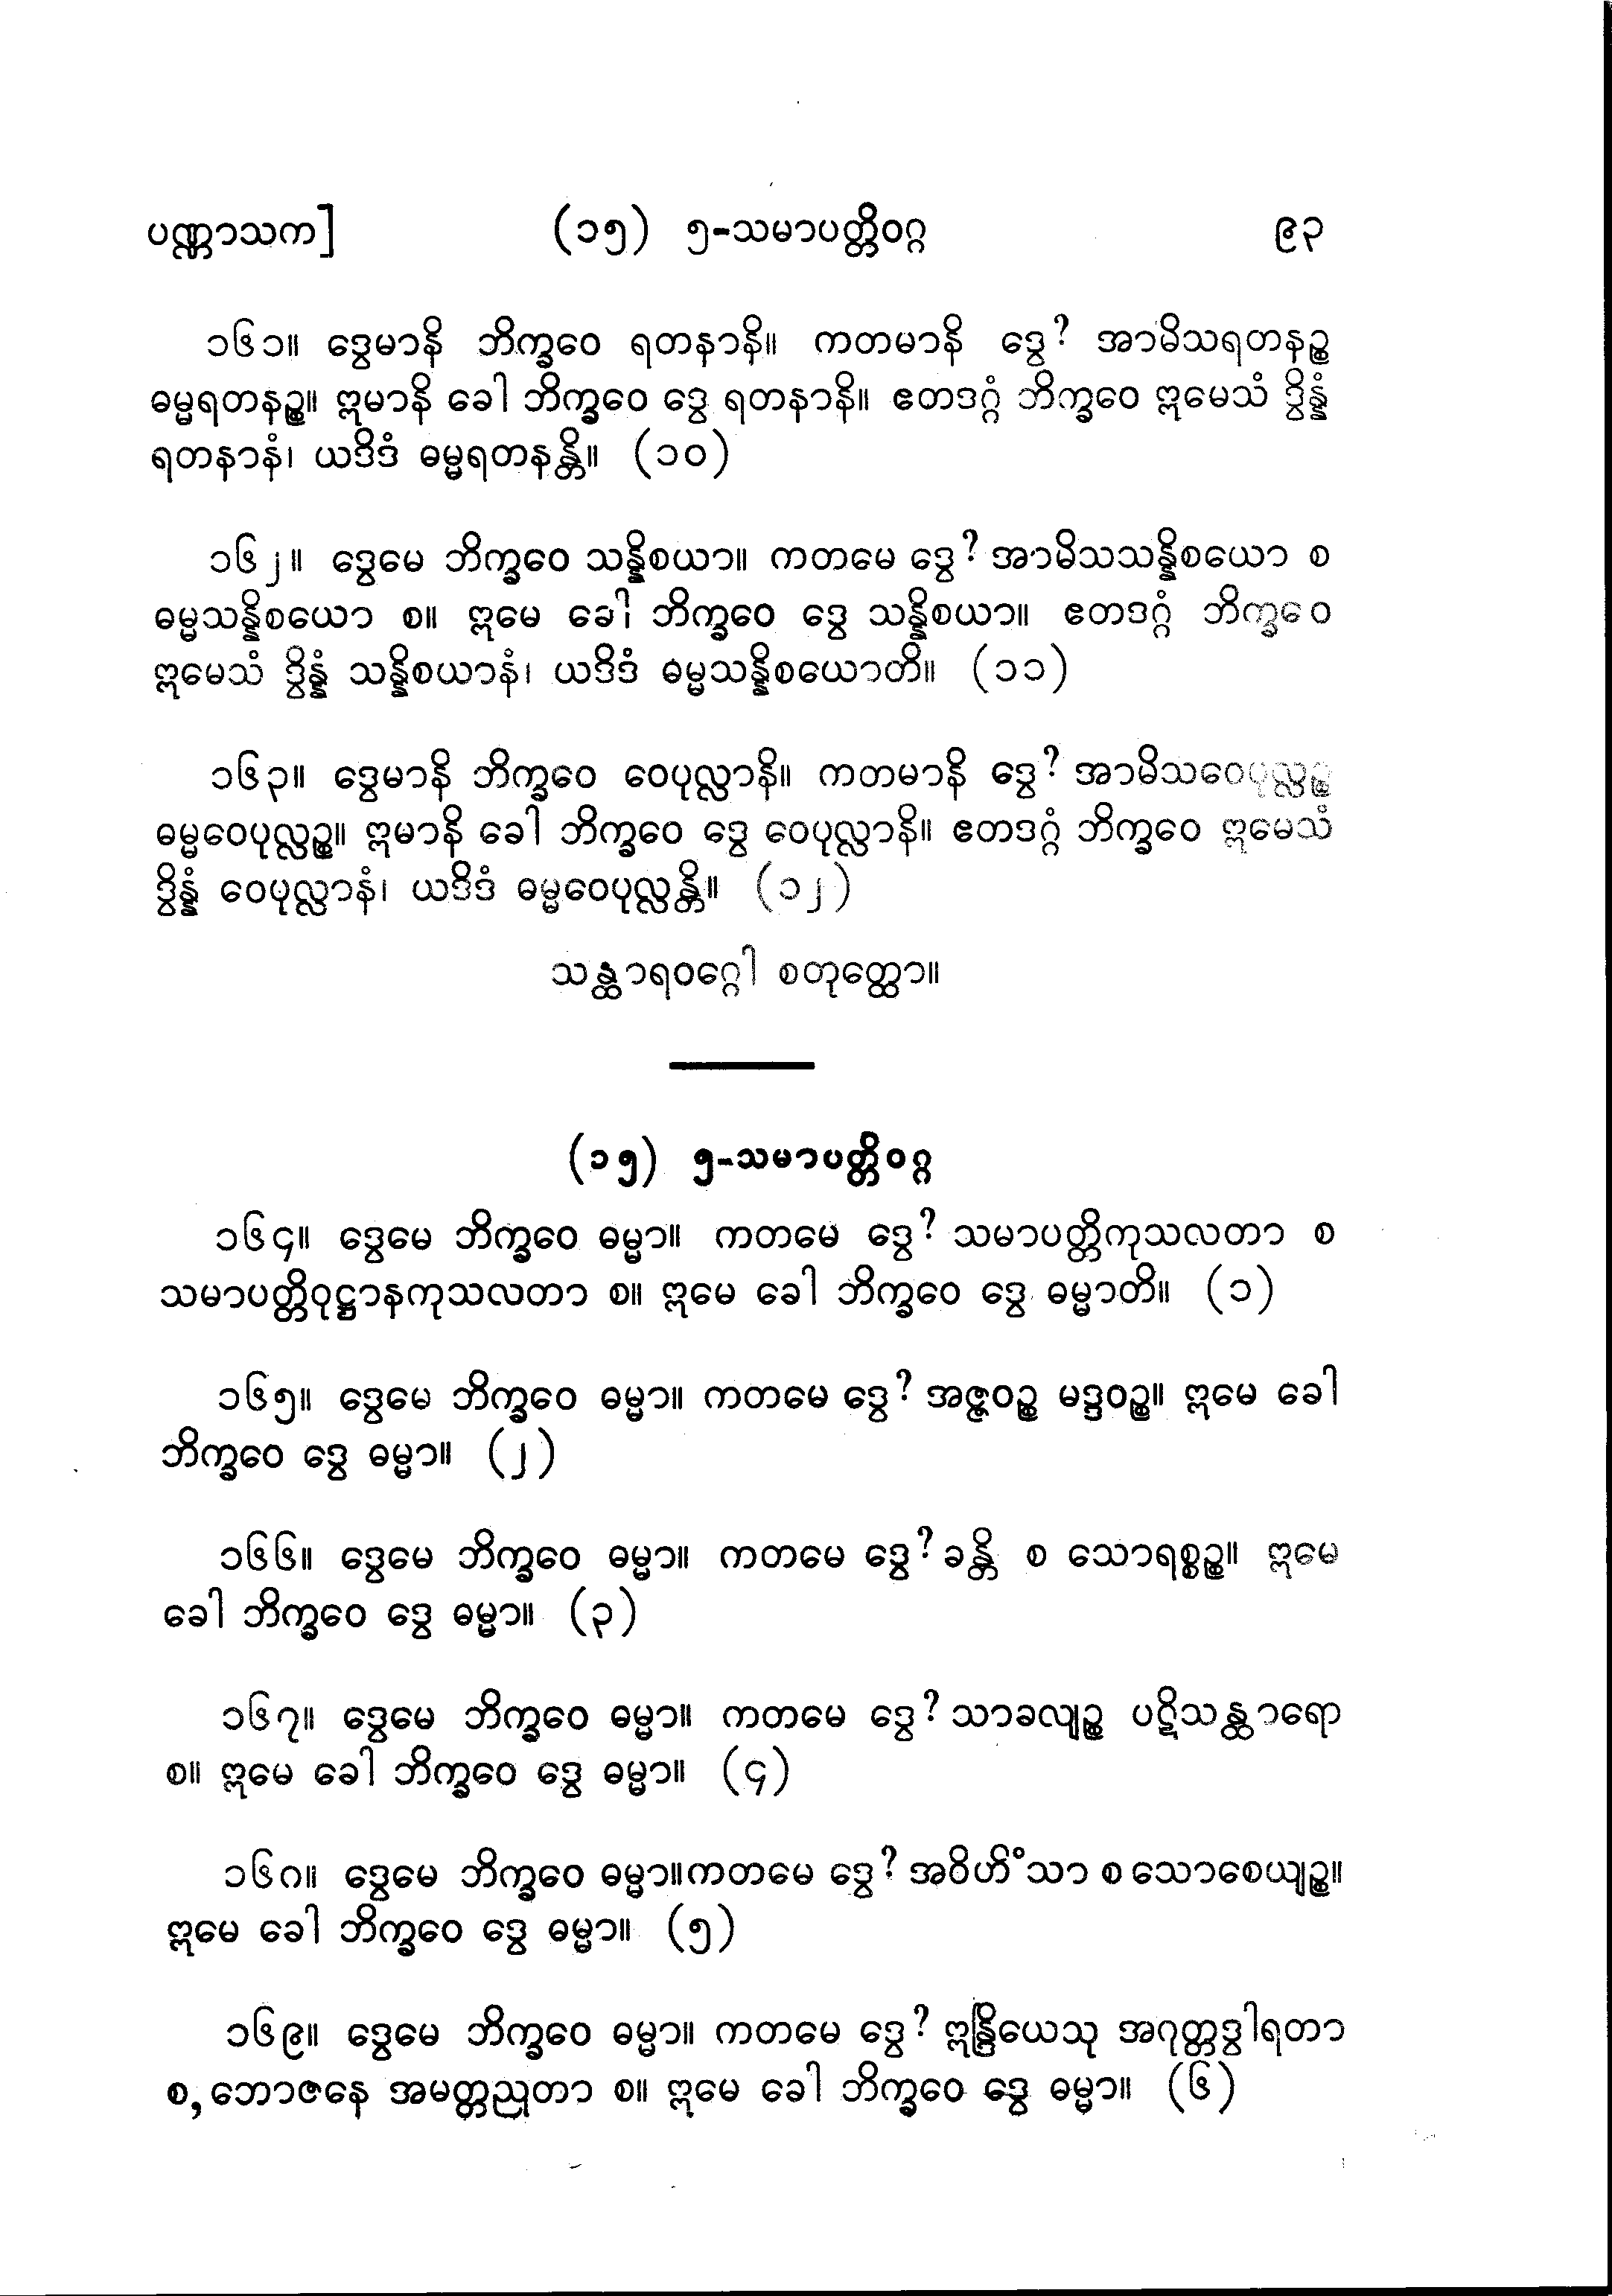 ပဏ္ဏာသက] (၁၅) ၅-သမာပတ္တိဝဂ္ဂ ၉၃
၁၆၁။ ဒွေမာနိ ဘိက္ခဝေ ရတနာနိ။ ကတမာနိ ဒွေ? အာမိသရတနဉ္စ
ဓမ္မရတနဉ္စ။ ဣမာနိ ခေါ ဘိက္ခဝေ ဒွေ ရတနာနိ။ ဧတဒဂ္ဂံ ဘိက္ခဝေ ဣမေသံ ဒွိန္နံ
ရတနာနံ၊ ယဒိဒံ ဓမ္မရတနန္တိ။ (၁၀)
၁၆၂။ ဒွေမေ ဘိက္ခဝေ သန္နိစယာ။ ကတမေ ဒွေ? အာမိသသန္နိစယော စ
ဓမ္မသန္နိစယော စ။ ဣမေ ခေါ ဘိက္ခဝေ ဒွေ သန္နိစယာ။ ဧတဒဂ္ဂံ ဘိက္ခဝေ
ဣမေသံ ဒွိန္နံ သန္နိစယာနံ၊ ယဒိဒံ ဓမ္မသန္နိစယောတိ။ (၁၁)
၁၆၃။ ဒွေမာနိ ဘိက္ခဝေ ဝေပုလ္လာနိ။ ကတမာနိ ဒွေ? အာမိသဝေပုလ္လဉ္စ
ဓမ္မဝေပုလ္လဉ္စ။ ဣမာနိ ခေါ ဘိက္ခဝေ ဒွေ ဝေပုလ္လာနိ။ ဧတဒဂ္ဂံ ဘိက္ခဝေ ဣမေသံ
ဒွိန္နံ ဝေပုလ္လာနံ၊ ယဒိဒံ ဓမ္မဝေပုလ္လန္တိ။ (၁၂)
သန္ထာရဝဂ္ဂေါ စတုတ္ထော။
(၁၅) ၅-သမာပတ္တိဝဂ္ဂ
၁၆၄။ ဒွေမေ ဘိက္ခဝေ ဓမ္မာ။ ကတမေ ဒွေ? သမာပတ္တိကုသလတာ စ
သမာပတ္တိဝုဋ္ဌာနကုသလတာ စ။ ဣမေ ခေါ ဘိက္ခဝေ ဒွေ ဓမ္မာတိ။ (၁)
၁၆၅။ ဒွေမေ ဘိက္ခဝေ ဓမ္မာ။ ကတမေ ဒွေ? အဇ္ဇဝဉ္စ မဒ္ဒဝဉ္စ။ ဣမေ ခေါ
ဘိက္ခဝေ ဒွေ ဓမ္မာ။ (၂)
၁၆၆။ ဒွေမေ ဘိက္ခဝေ ဓမ္မာ။ ကတမေ ဒွေ? ခန္တိ စ သောရစ္စဉ္စ။ ဣမေ
ခေါ ဘိက္ခဝေ ဒွေ ဓမ္မာ။ (၃)
၁၆၇။ ဒွေမေ ဘိက္ခဝေ ဓမ္မာ။ ကတမေ ဒွေ? သာခလျဉ္စ ပဋိသန္ထာရော
စ။ ဣမေ ခေါ ဘိက္ခဝေ ဒွေ ဓမ္မာ။ (၄)
၁၆၈။ ဒွေမေ ဘိက္ခဝေ ဓမ္မာ။ကတမေ ဒွေ? အဝိဟိံသာ စ သောစေယျဉ္စ။
ဣမေ ခေါ ဘိက္ခဝေ ဒွေ ဓမ္မာ။ (၅)
၁၆၉။ ဒွေမေ ဘိက္ခဝေ ဓမ္မာ။ ကတမေ ဒွေ? ဣန္ဒြိယေသု အဂုတ္တဒွါရတာ
စ,ဘောဇနေ အမတ္တညုတာ စ။ ဣမေ ခေါ ဘိက္ခဝေ ဒွေ ဓမ္မာ။ (၆)